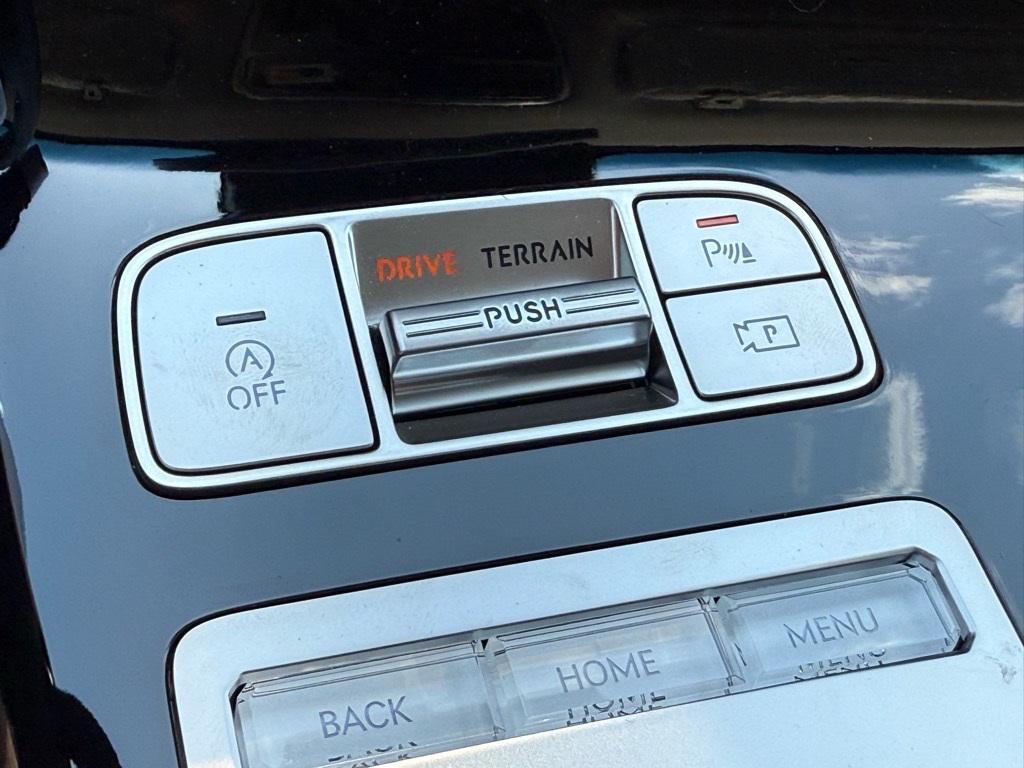 DRIVE TERRAIN
PUSH
A
OFF
P
P
BACK
HOME
MENU